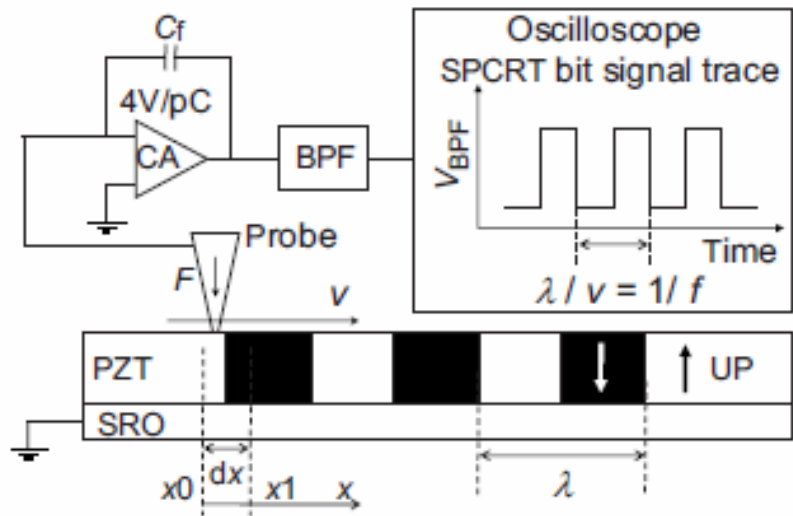 Cf
4V/pC
CA
BPF
Oscilloscope
SPCRT bit signal trace
VBPF
Time
λ / v = 1/ f
Probe
F
v
PZT
UP
SRO
dx
x0
x1
x
λ